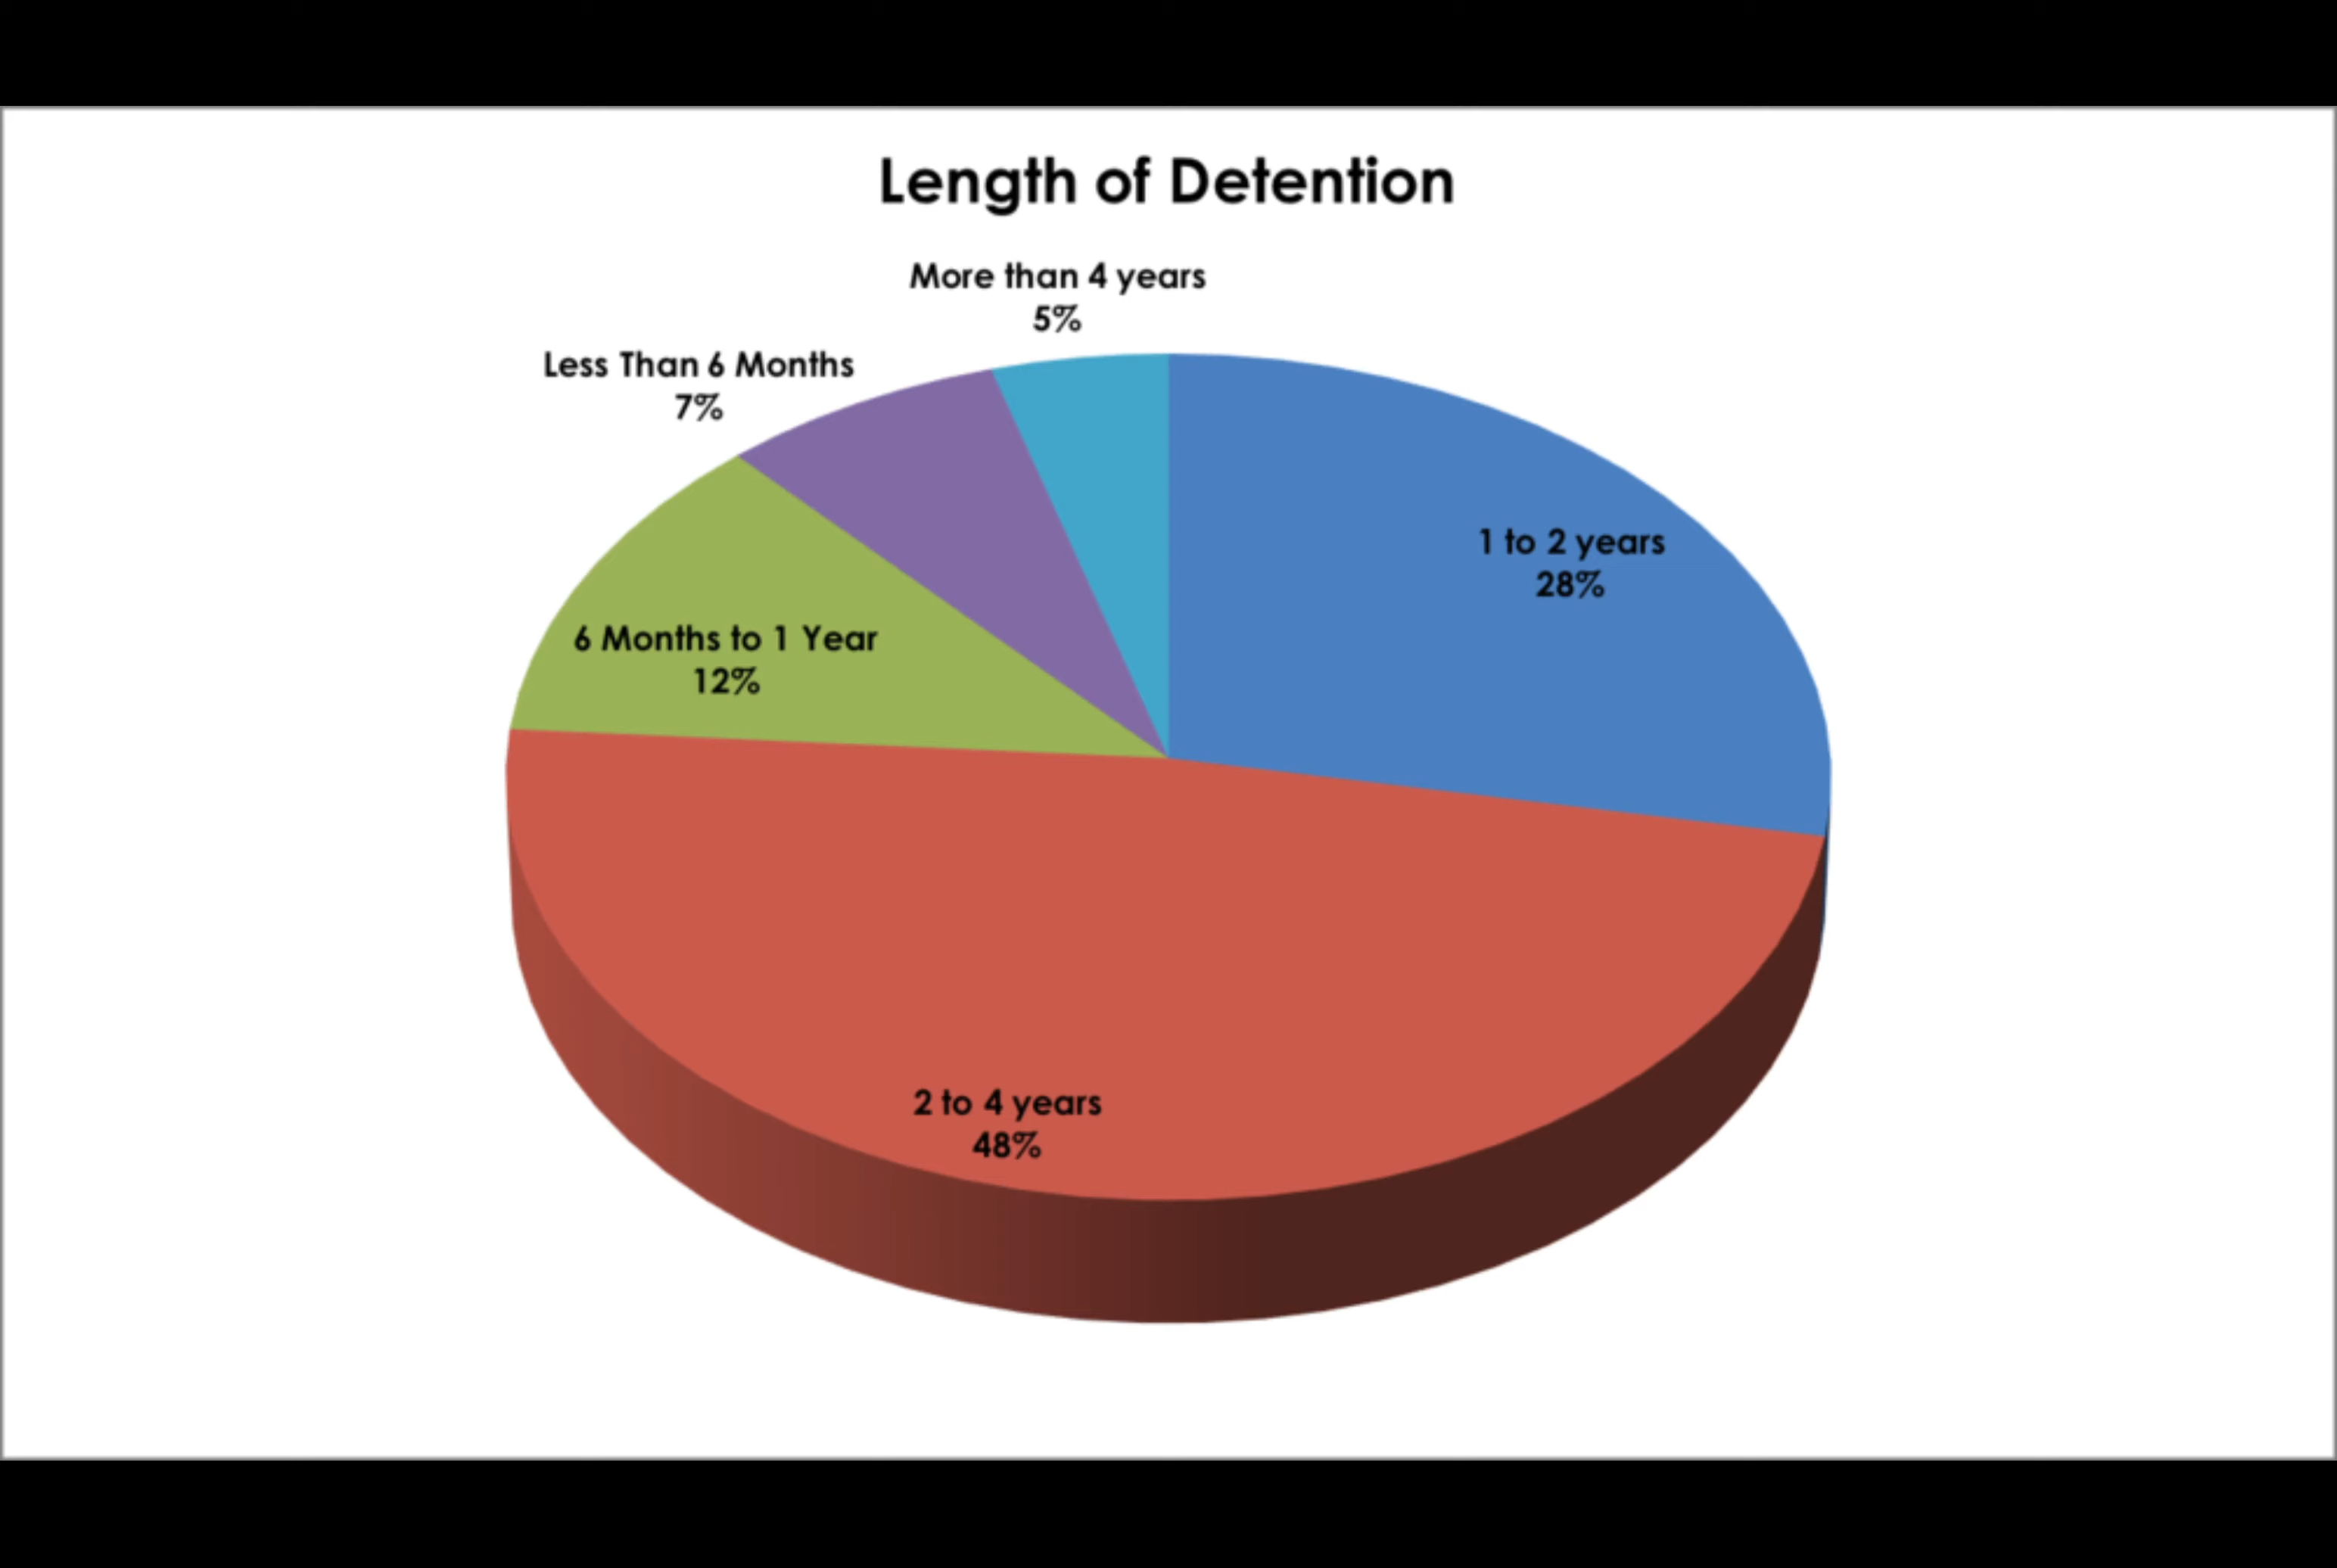 Length of Detention
More than 4 years
5%
Less Than 6 Months
7%
1 to 2 years
28%
6 Months to 1 Year
12%
2 to 4 years
48%